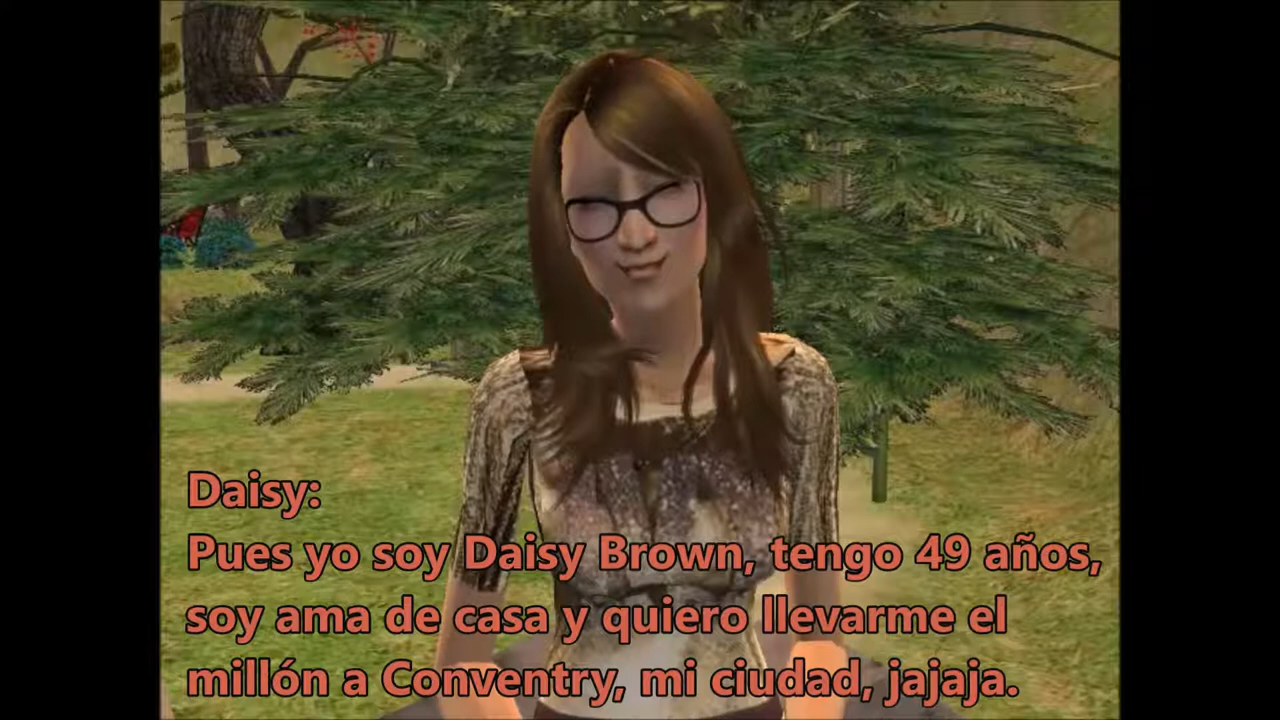 Daisy:
Pues yo soy Daisy Brown, tengo 49 años,
soy ama de casa y quiero llevarme el
millón a Conventry, mi ciudad, jajaja.